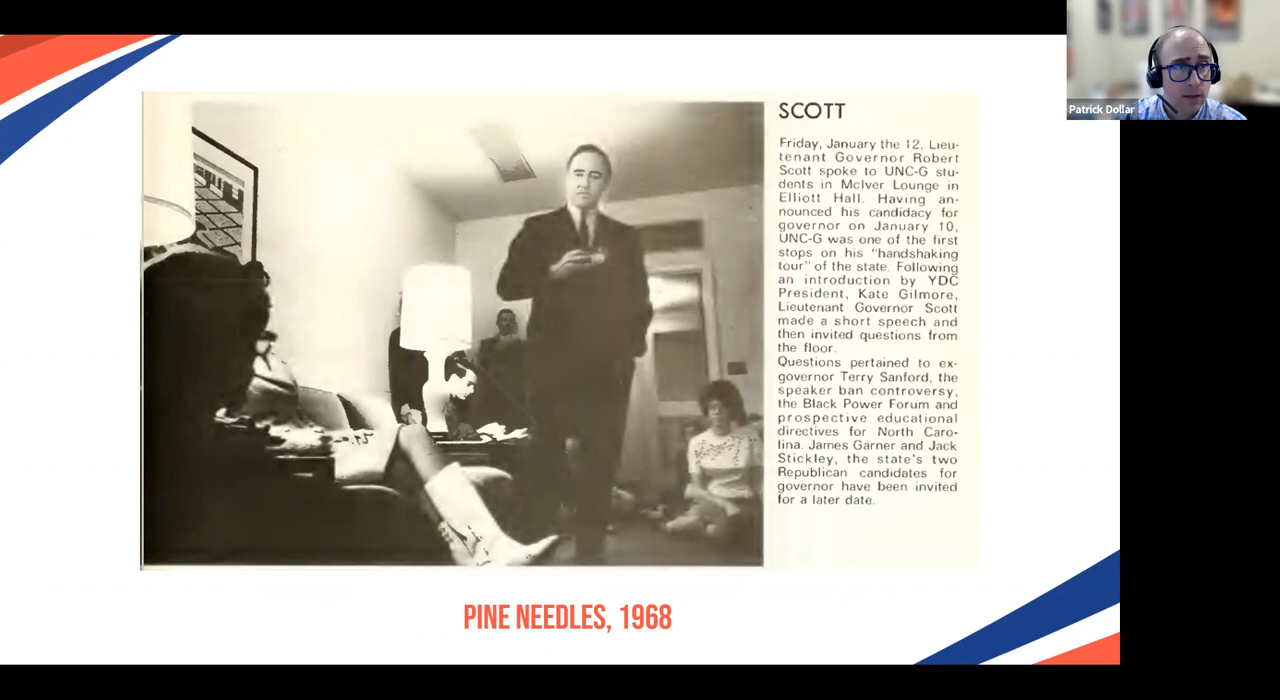 Patrick Dollar
SCOTT
Friday, January the 12, Lieu-
tenant Governor Robert
Scott spoke to UNC-G stu-
dents in McIver Lounge in
Elliott Hall. Having an-
nounced his candidacy for
governor on January 10,
UNC-G was one of the first
stops on his "handshaking
tour" of the state. Following
an introduction by YDC
President, Kate Gilmore,
Lieutenant Governor Scott
made a short speech and
then invited questions from
the floor.
Questions pertained to ex-
governor Terry Sanford, the
speaker ban controversy,
the Black Power Forum and
prospective educational
directives for North Caro-
lina. James Garner and Jack
Stickley, the state's two
Republican candidates for
governor have been invited
for a later date.
PINE NEEDLES, 1968